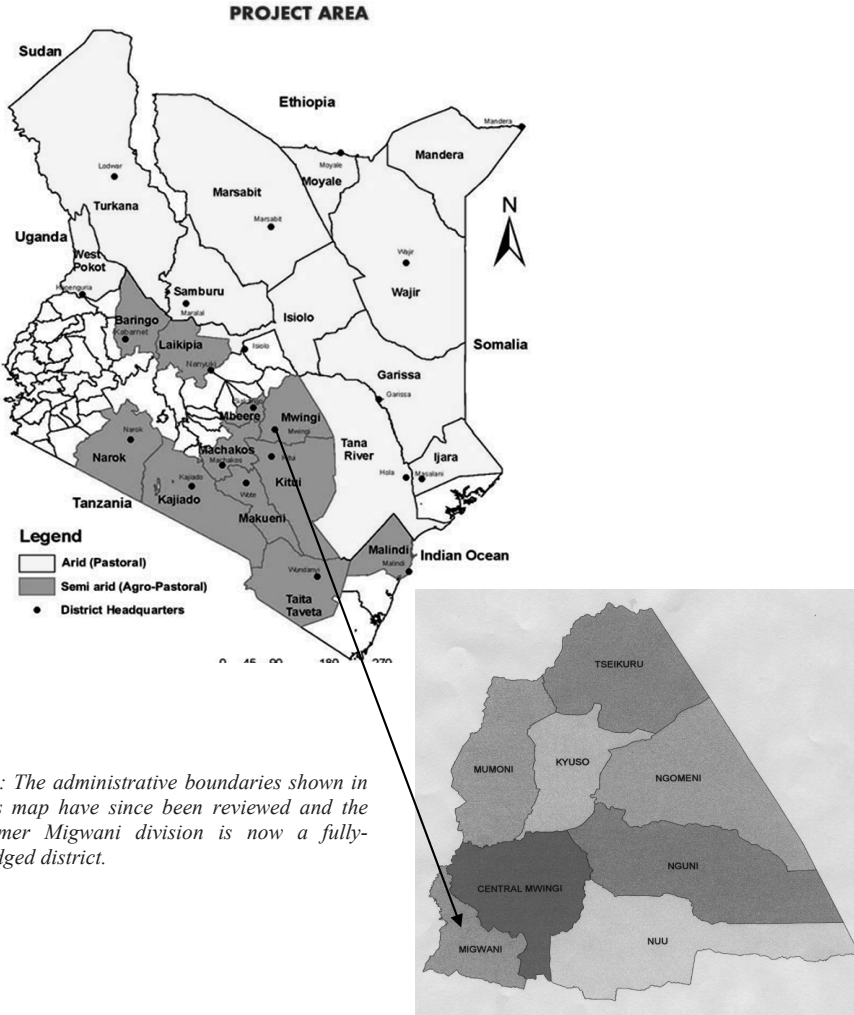 PROJECT AREA
Sudan
Ethiopia
Mandera
Mandera
Moyale
Moyale
Lodwar
Marsabit
Turkana
Marsabit
N
Uganda
West
Pokot
Wajir
Wajir
Samburu
Maralal
Isiolo
Baringo
Kabarnet
Laikipia
Isiolo
Somalia
Nanyuki
Garissa
Garissa
Mbeere
Mwingi
Mwingi
Narok
Narok
Machakos
Machakos
Tana
River
Ijara
Kitui
Hola
Masalani
Kajiado
Kajiado
Wote
Makueni
Tanzania
Legend
Arid (Pastoral)
Semi arid (Agro-Pastoral)
District Headquarters
Malindi
Malindi
Indian Ocean
Wundanyi
Taita
Taveta
0 45 90 180 270
TSEIKURU
MUMONI
KYUSO
NGOMENI
: The administrative boundaries shown in
s map have since been reviewed and the
mer Migwani division is now a fully-
dged district.
NGUNI
CENTRAL MWINGI
MIGWANI
NUU